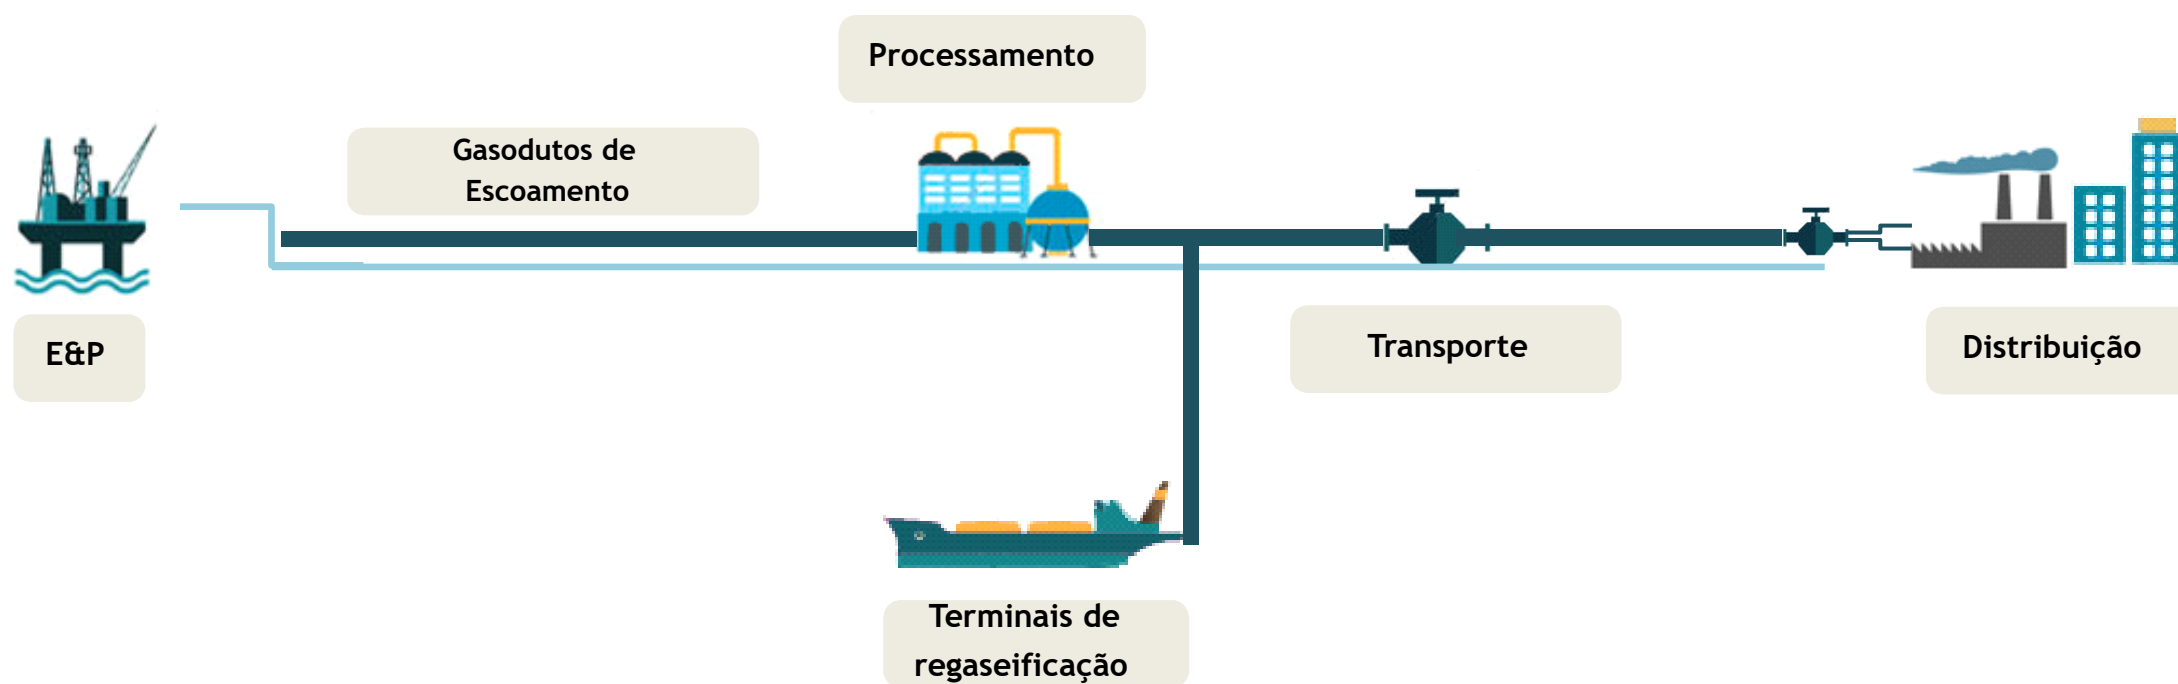 Processamento
Gasodutos de
Escoamento
E&P
Transporte
Distribuição
Terminais de
regaseificação